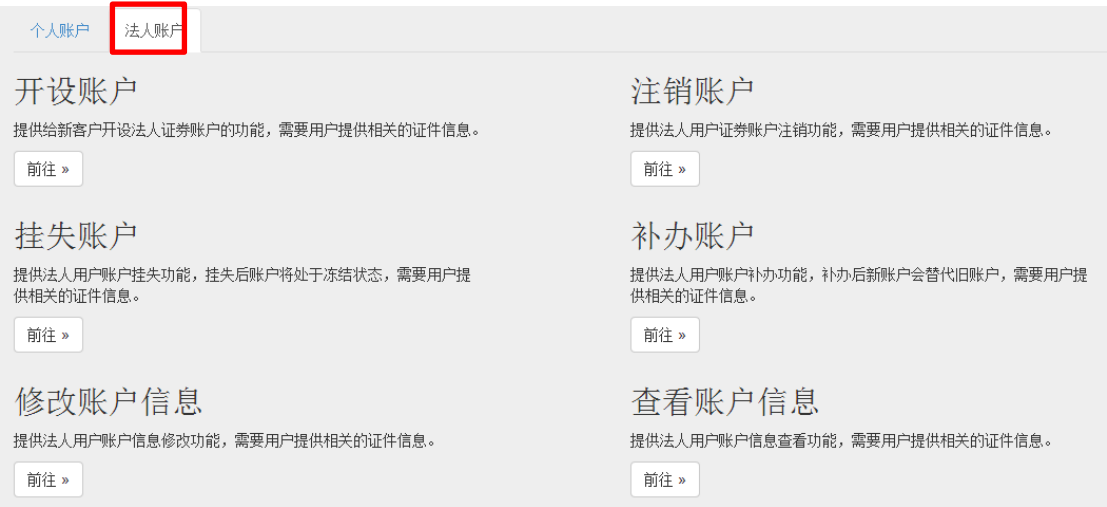 个人账户
法人账户
开设账户
提供给新客户开设法人证券账户的功能，需要用户提供相关的证件信息。
前往 »
注销账户
提供法人用户证券账户注销功能，需要用户提供相关的证件信息。
前往 »
挂失账户
提供法人用户账户挂失功能，挂失后账户将处于冻结状态，需要用户提
供相关的证件信息。
前往 »
补办账户
提供法人用户账户补办功能，补办后新账户会替代旧账户，需要用户提
供相关的证件信息。
前往 »
修改账户信息
提供法人用户账户信息修改功能，需要用户提供相关的证件信息。
前往 »
查看账户信息
提供法人用户账户信息查看功能，需要用户提供相关的证件信息。
前往 »